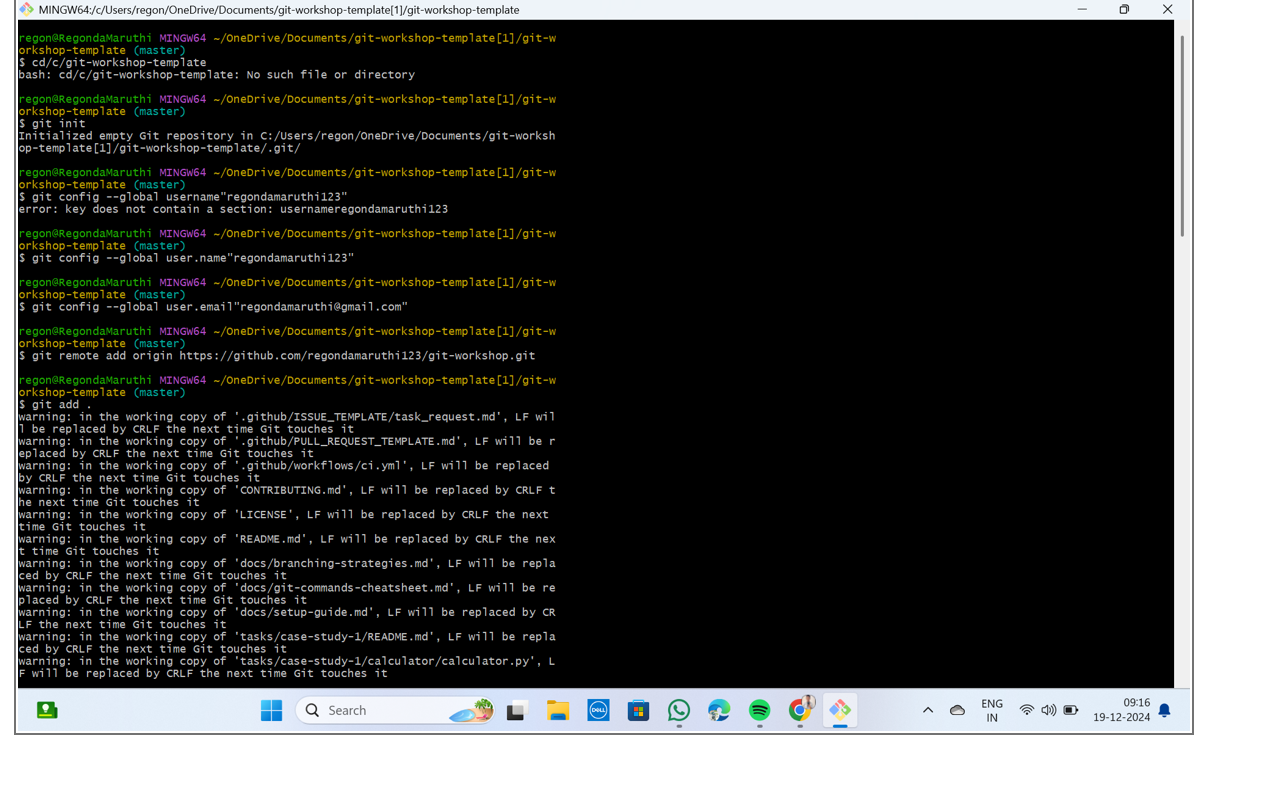 MINGW64:/c/Users/regon/OneDrive/Documents/git-workshop-template[1]/git-workshop-template
regon@RegondaMaruthi MINGW64 ~/OneDrive/Documents/git-workshop-template[1]/git-w
orkshop-template (master)
$ cd/c/git-workshop-template
bash: cd/c/git-workshop-template: No such file or directory
regon@RegondaMaruthi MINGW64 ~/OneDrive/Documents/git-workshop-template[1]/git-w
orkshop-template (master)
$ git init
Initialized empty Git repository in C:/Users/regon/OneDrive/Documents/git-worksh
op-template[1]/git-workshop-template/.git/
regon@RegondaMaruthi MINGW64 ~/OneDrive/Documents/git-workshop-template[1]/git-w
orkshop-template (master)
$ git config --global username"regondamaruthi123"
error: key does not contain a section: usernameregondamaruthi123
regon@RegondaMaruthi MINGW64 ~/OneDrive/Documents/git-workshop-template[1]/git-w
orkshop-template (master)
$ git config --global user.name"regondamaruthi123"
regon@RegondaMaruthi MINGW64 ~/OneDrive/Documents/git-workshop-template[1]/git-w
orkshop-template (master)
$ git config --global user.email"regondamaruthi@gmail.com"
regon@RegondaMaruthi MINGW64 ~/OneDrive/Documents/git-workshop-template[1]/git-w
orkshop-template (master)
$ git remote add origin https://github.com/regondamaruthi123/git-workshop.git
regon@RegondaMaruthi MINGW64 ~/OneDrive/Documents/git-workshop-template[1]/git-w
orkshop-template (master)
$ git add .
warning: in the working copy of '.github/ISSUE_TEMPLATE/task_request.md', LF wil
l be replaced by CRLF the next time Git touches it
warning: in the working copy of '.github/PULL_REQUEST_TEMPLATE.md', LF will be r
eplaced by CRLF the next time Git touches it
warning: in the working copy of '.github/workflows/ci.yml', LF will be replaced
by CRLF the next time Git touches it
warning: in the working copy of 'CONTRIBUTING.md', LF will be replaced by CRLF t
he next time Git touches it
warning: in the working copy of 'LICENSE', LF will be replaced by CRLF the next
time Git touches it
warning: in the working copy of 'README.md', LF will be replaced by CRLF the nex
t time Git touches it
warning: in the working copy of 'docs/branching-strategies.md', LF will be repla
ced by CRLF the next time Git touches it
warning: in the working copy of 'docs/git-commands-cheatsheet.md', LF will be re
placed by CRLF the next time Git touches it
warning: in the working copy of 'docs/setup-guide.md', LF will be replaced by CR
LF the next time Git touches it
warning: in the working copy of 'tasks/case-study-1/README.md', LF will be repla
ced by CRLF the next time Git touches it
warning: in the working copy of 'tasks/case-study-1/calculator/calculator.py', L
F will be replaced by CRLF the next time Git touches it
Search
DELL
ENG
IN
09:16
19-12-2024